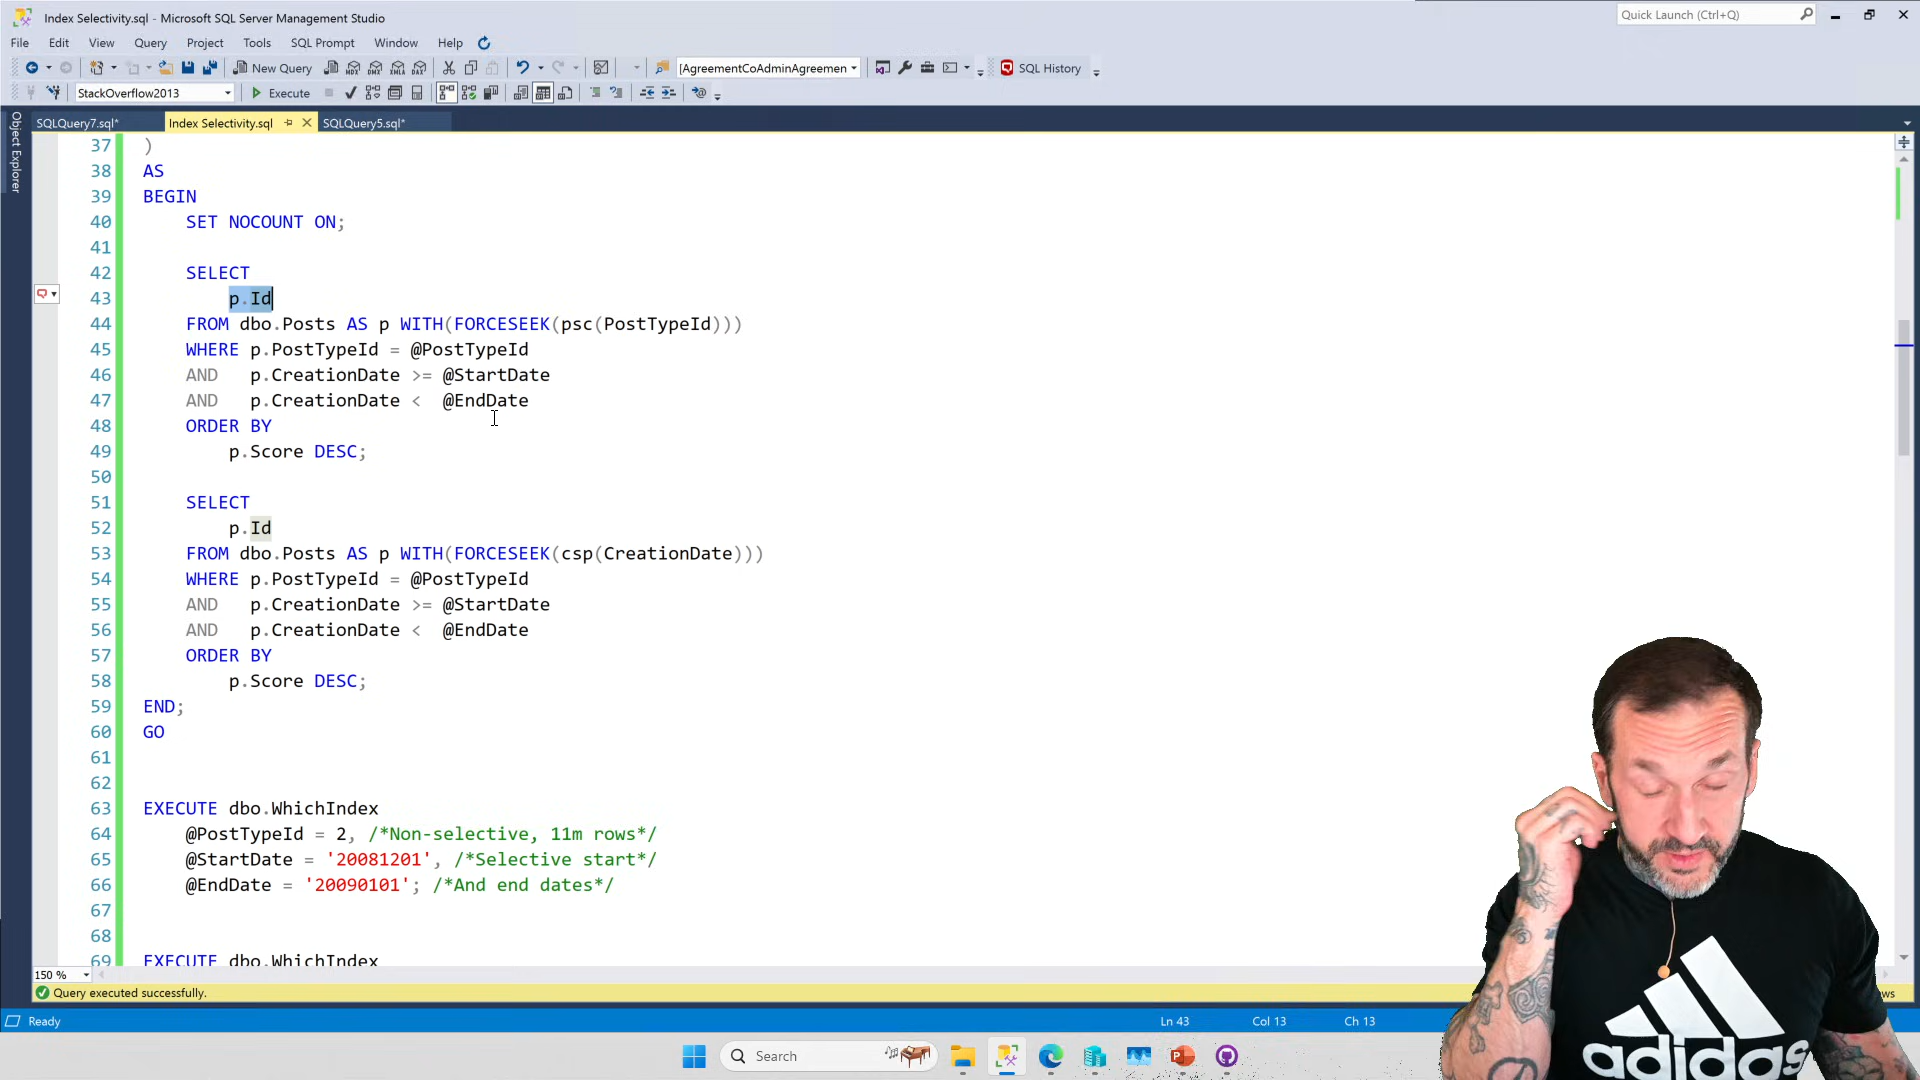 Index Selectivity.sql - Microsoft SQL Server Management Studio
Quick Launch (Ctrl+Q)
File Edit View Query Project Tools SQL Prompt Window Help
New Query [AgreementCoAdminAgreemen SQL History
StackOverflow2013 Execute
Object Explorer
SQLQuery7.sql* Index Selectivity.sql SQLQuery5.sql*
37 )
38 AS
39 BEGIN
40 SET NOCOUNT ON;
41
42 SELECT
43 p.Id
44 FROM dbo.Posts AS p WITH(FORCESEEK(psc(PostTypeId)))
45 WHERE p.PostTypeId = @PostTypeId
46 AND p.CreationDate >= @StartDate
47 AND p.CreationDate < @EndDate
48 ORDER BY
49 p.Score DESC;
50
51 SELECT
52 p.Id
53 FROM dbo.Posts AS p WITH(FORCESEEK(csp(CreationDate)))
54 WHERE p.PostTypeId = @PostTypeId
55 AND p.CreationDate >= @StartDate
56 AND p.CreationDate < @EndDate
57 ORDER BY
58 p.Score DESC;
59 END;
60 GO
61
62
63 EXECUTE dbo.WhichIndex
64 @PostTypeId = 2, /*Non-selective, 11m rows*/
65 @StartDate = '20081201', /*Selective start*/
66 @EndDate = '20090101'; /*And end dates*/
67
68
69 EXECUTE dbo.WhichIndex
150 %
Query executed successfully.
Ready Ln 43 Col 13 Ch 13
Search
adidas